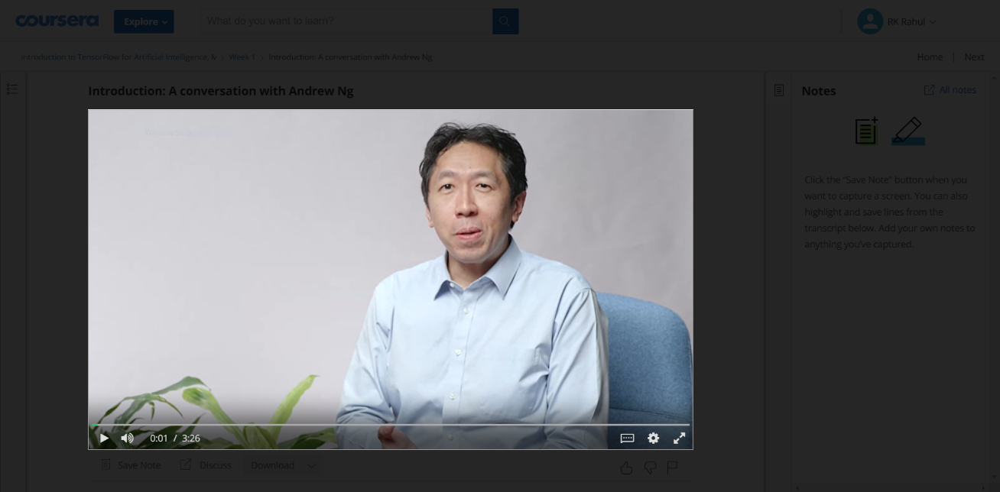 coursera
Explore
What do you want to learn?
RK Rahul
Introduction to TensorFlow for Artificial Intelligence, M > Week 1 > Introduction: A conversation with Andrew Ng
Home | Next
Introduction: A conversation with Andrew Ng
Notes
All notes
Click the "Save Note" button when you
want to capture a screen. You can also
highlight and save lines from the
transcript below. Add your own notes to
anything you've captured.
0:01 / 3:26
Save Note
Discuss
Download